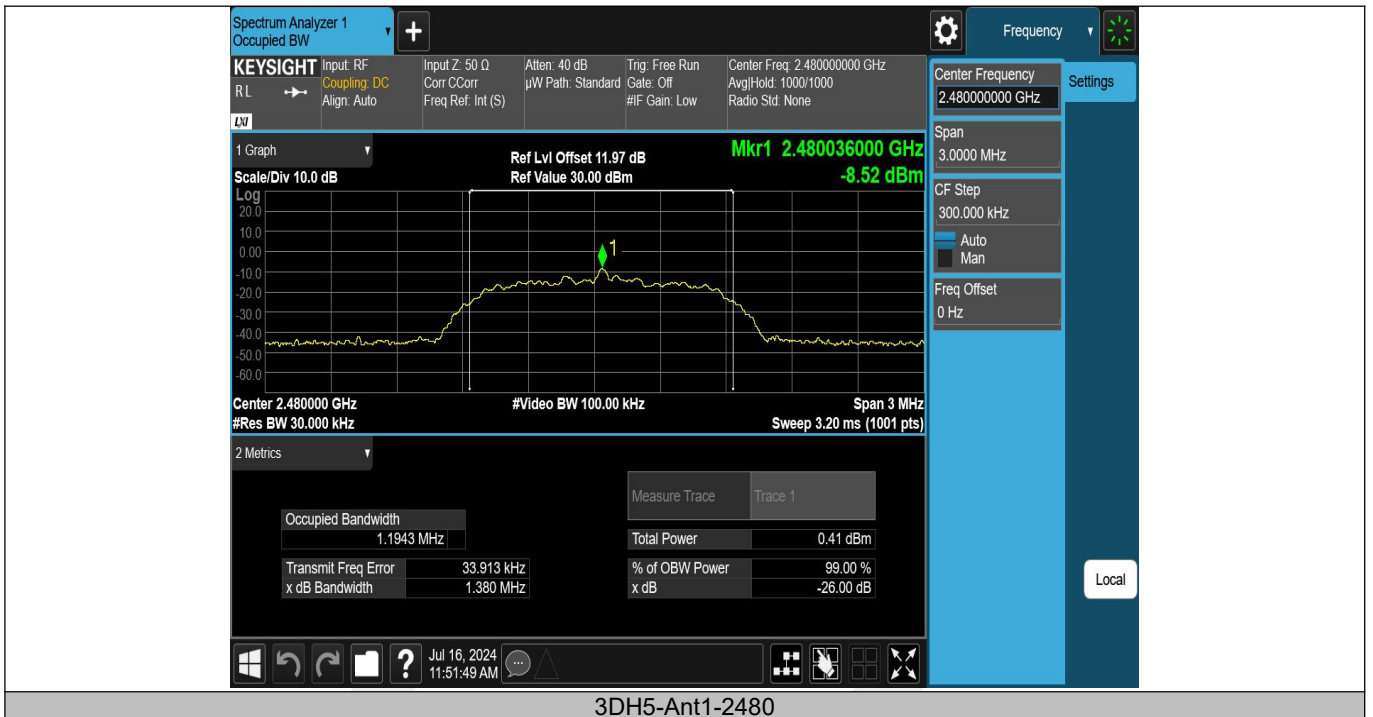 Spectrum Analyzer 1
Occupied BW
+
Frequency
KEYSIGHT
RL
LXI
Input: RF
Coupling: DC
Align: Auto
Input Z: 50 Ω
Corr CCorr
Freq Ref: Int (S)
Atten: 40 dB
µW Path: Standard
Trig: Free Run
Gate: Off
#IF Gain: Low
Center Freq: 2.480000000 GHz
Avg|Hold: 1000/1000
Radio Std: None
Center Frequency
2.480000000 GHz
Settings
Span
3.0000 MHz
CF Step
300.000 kHz
Auto
Man
Freq Offset
0 Hz
Local
1 Graph
Scale/Div 10.0 dB
Ref Lvl Offset 11.97 dB
Ref Value 30.00 dBm
Mkr1 2.480036000 GHz
-8.52 dBm
Log
20.0
10.0
0.00
-10.0
-20.0
-30.0
-40.0
-50.0
-60.0
1
Center 2.480000 GHz
#Res BW 30.000 kHz
#Video BW 100.00 kHz
Span 3 MHz
Sweep 3.20 ms (1001 pts)
2 Metrics
Measure Trace Trace 1
Occupied Bandwidth
1.1943 MHz
Total Power 0.41 dBm
Transmit Freq Error 33.913 kHz
% of OBW Power 99.00 %
x dB Bandwidth 1.380 MHz
x dB -26.00 dB
?
Jul 16, 2024
11:51:49 AM
3DH5-Ant1-2480